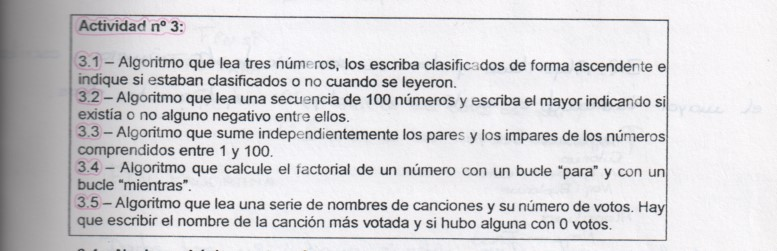 Actividad nº 3:
3.1 – Algoritmo que lea tres números, los escriba clasificados de forma ascendente e
indique si estaban clasificados o no cuando se leyeron.
3.2 – Algoritmo que lea una secuencia de 100 números y escriba el mayor indicando si
existía o no alguno negativo entre ellos.
3.3 – Algoritmo que sume independientemente los pares y los impares de los números
comprendidos entre 1 y 100.
3.4 – Algoritmo que calcule el factorial de un número con un bucle “para” y con un
bucle “mientras”.
3.5 – Algoritmo que lea una serie de nombres de canciones y su número de votos. Hay
que escribir el nombre de la canción más votada y si hubo alguna con 0 votos.